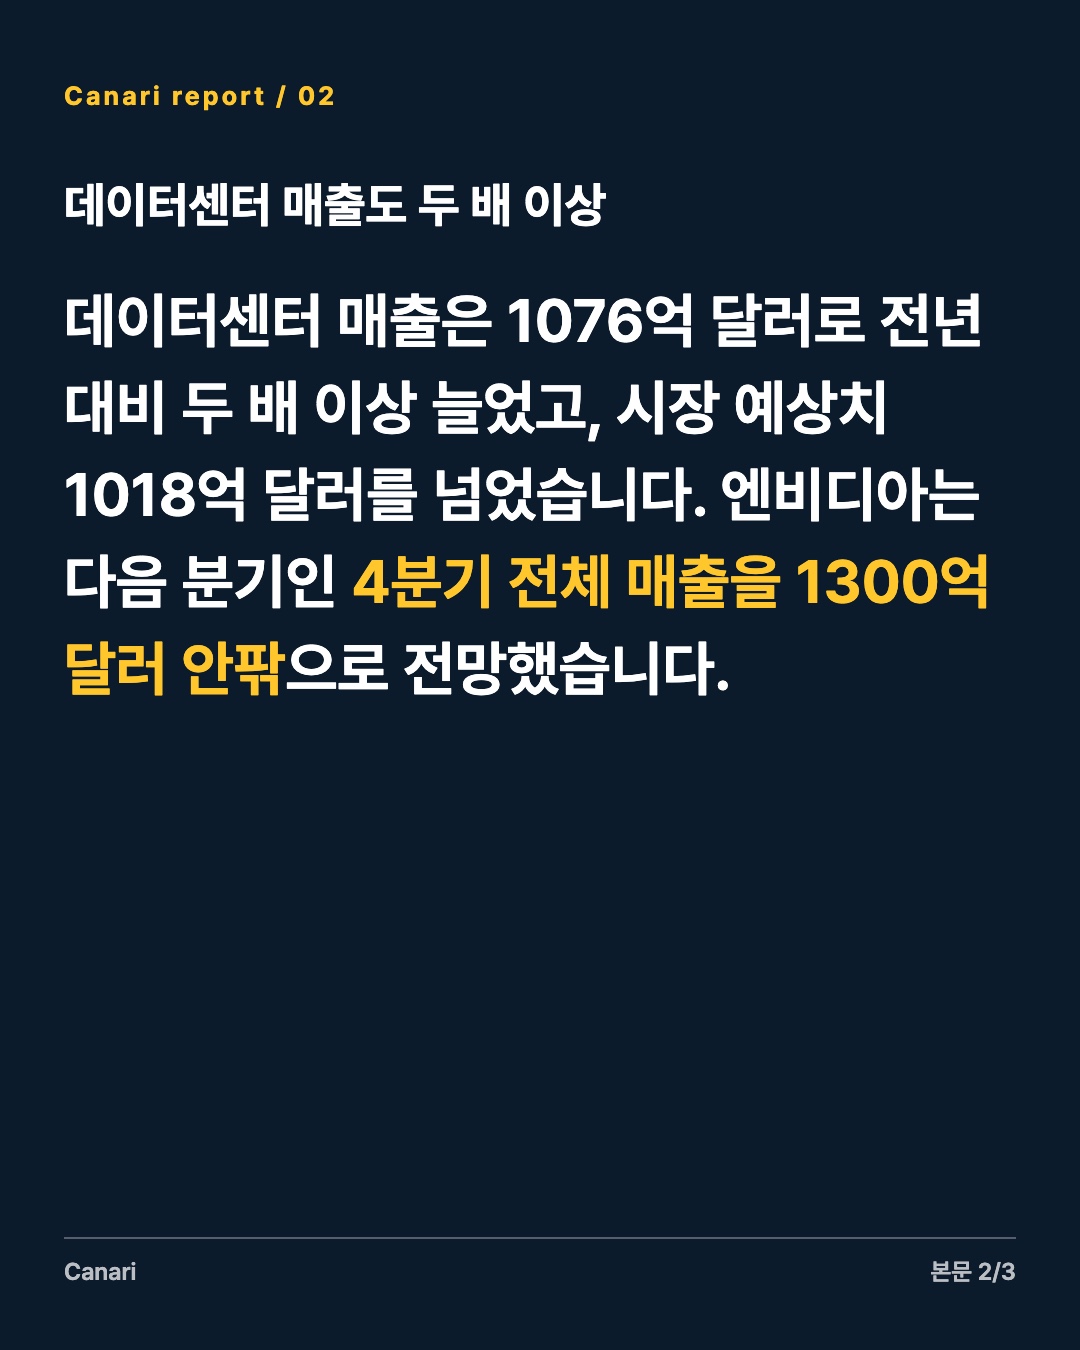 Canari report / 02
데이터센터 매출도 두 배 이상
데이터센터 매출은 1076억 달러로 전년
대비 두 배 이상 늘었고, 시장 예상치
1018억 달러를 넘었습니다. 엔비디아는
다음 분기인 4분기 전체 매출을 1300억
달러 안팎으로 전망했습니다.
Canari
본문 2/3